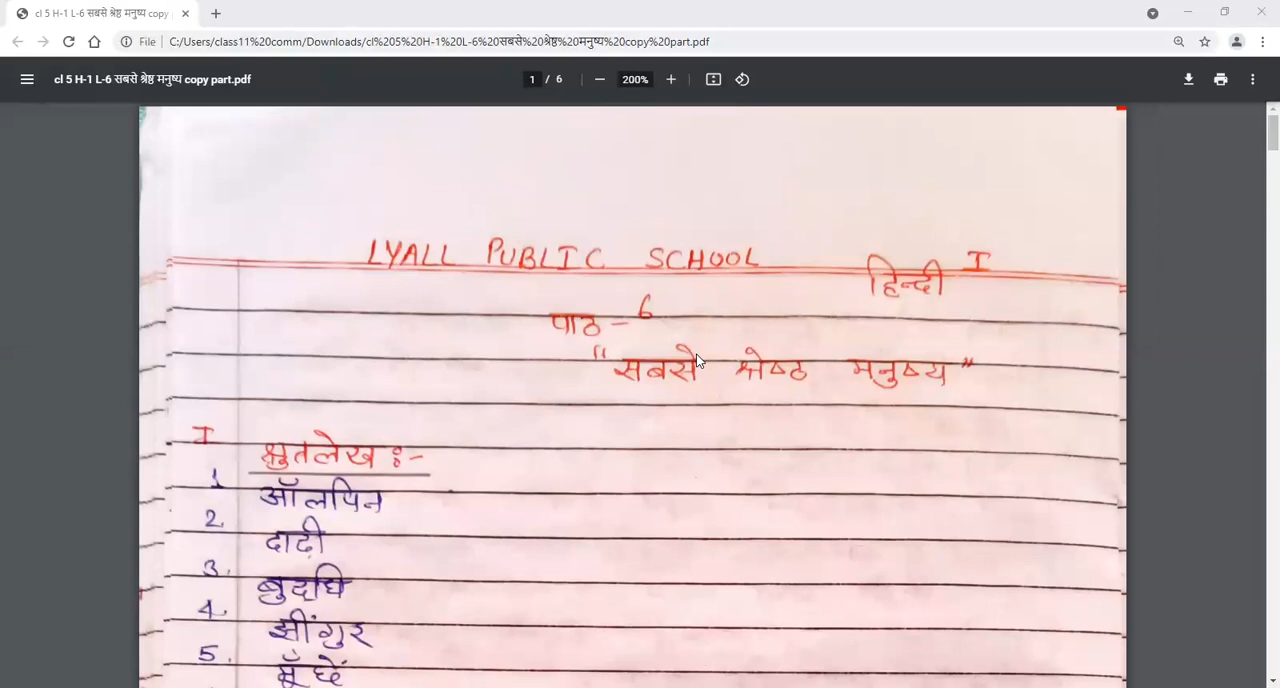 cl 5 H-1 L-6 सबसे श्रेष्ठ मनुष्य copy
File C:/Users/class11%20comm/Downloads/cl%205%20H-1%20L-6%20सबसे%20श्रेष्ठ%20मनुष्य%20copy%20part.pdf
cl 5 H-1 L-6 सबसे श्रेष्ठ मनुष्य copy part.pdf 1 / 6 200%
LYALL PUBLIC SCHOOL
हिन्दी I
पाठ - 6
"सबसे श्रेष्ठ मनुष्य"
I श्रुतलेख :-
1 ऑलपिन
2. दाढ़ी
3. बुद्धि
4. झींगुर
5. मूँछें